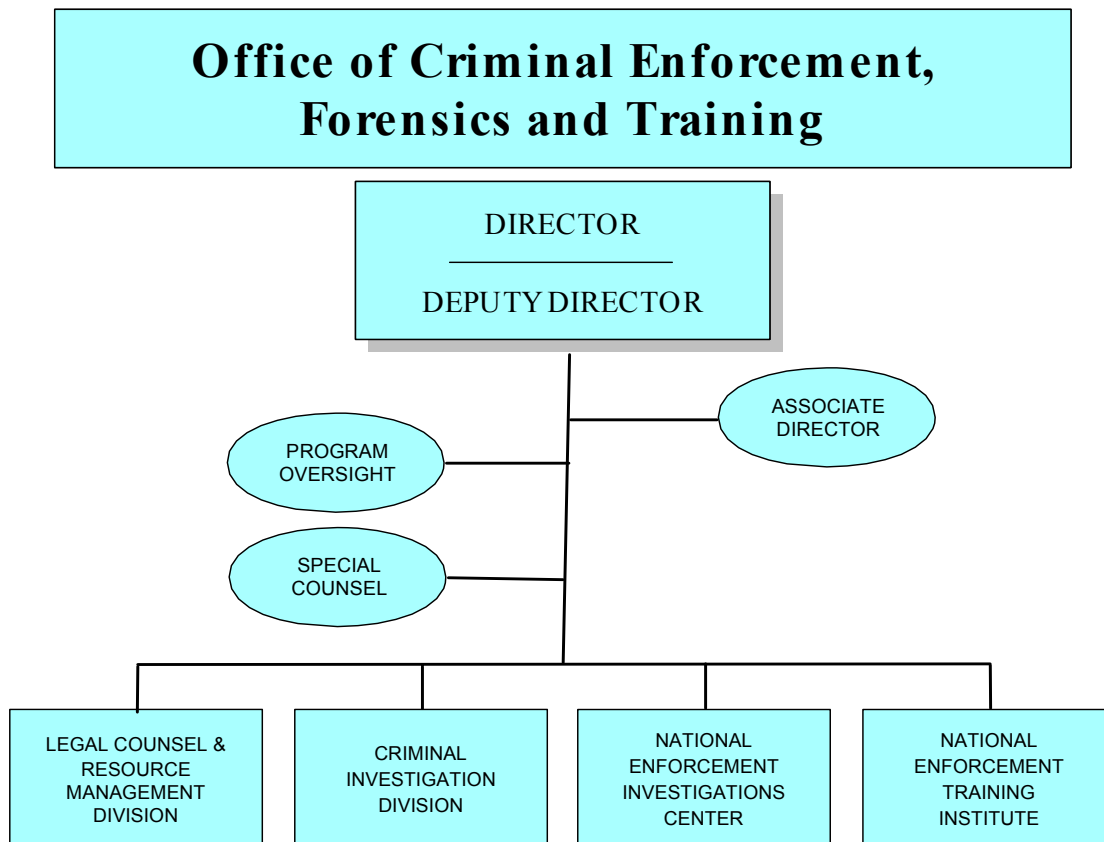 Office of Criminal Enforcement,
Forensics and Training
DIRECTOR
DEPUTY DIRECTOR
ASSOCIATE
DIRECTOR
PROGRAM
OVERSIGHT
SPECIAL
COUNSEL
LEGAL COUNSEL &
RESOURCE
MANAGEMENT
DIVISION
CRIMINAL
INVESTIGATION
DIVISION
NATIONAL
ENFORCEMENT
INVESTIGATIONS
CENTER
NATIONAL
ENFORCEMENT
TRAINING
INSTITUTE